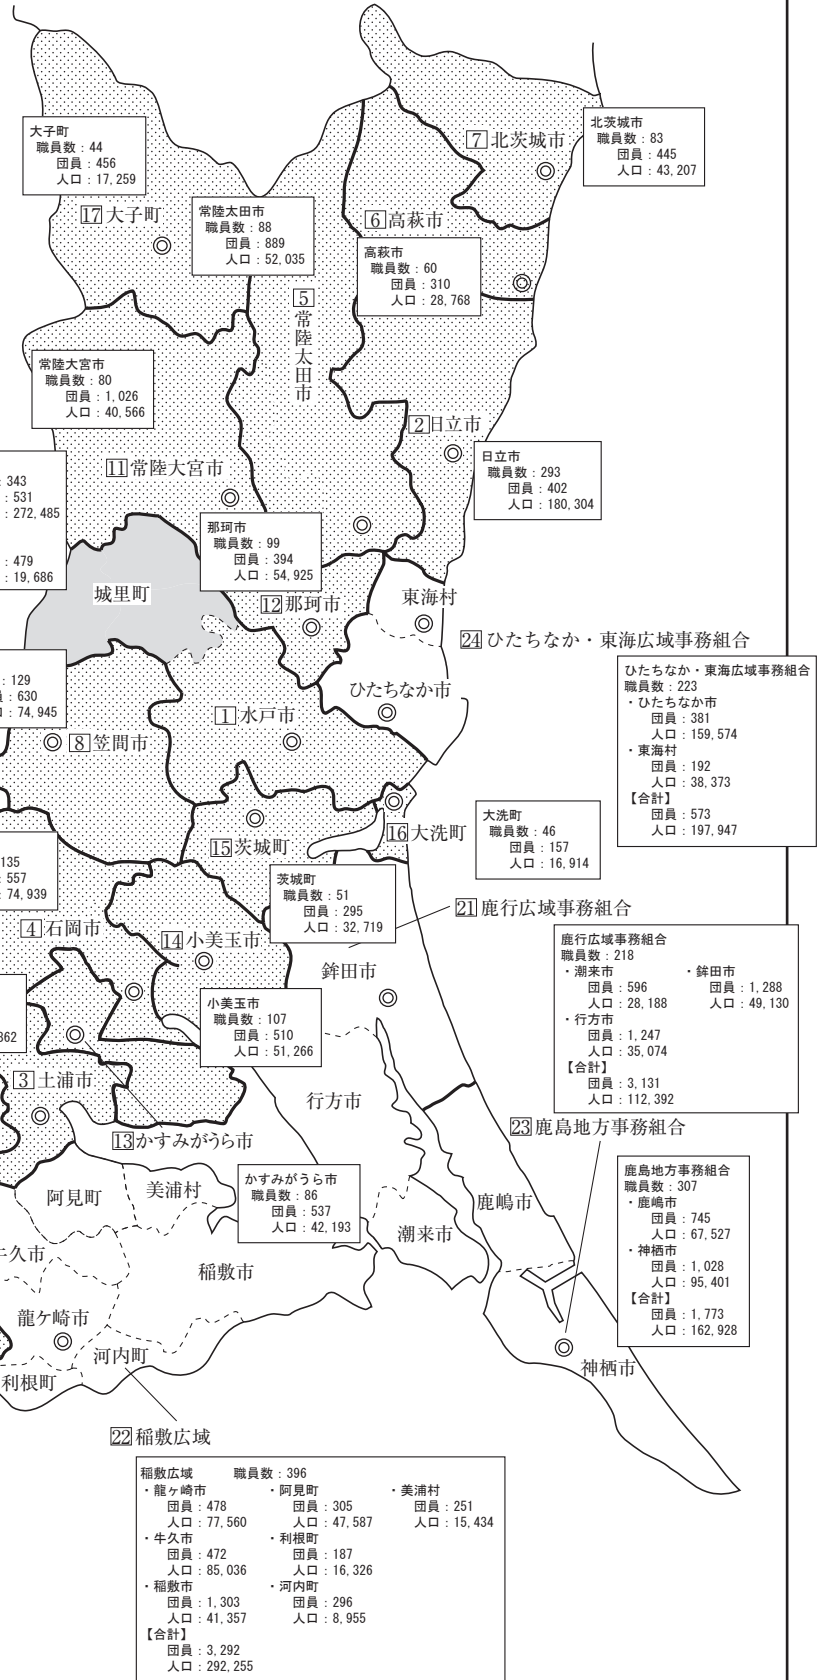 大子町
職員数：44
団員：456
人口：17,259
17 大子町
7 北茨城市
北茨城市
職員数：83
団員：445
人口：43,207
常陸太田市
職員数：88
団員：889
人口：52,035
6 高萩市
高萩市
職員数：60
団員：310
人口：28,768
5 常陸太田市
常陸大宮市
職員数：80
団員：1,026
人口：40,566
11 常陸大宮市
2 日立市
日立市
職員数：293
団員：402
人口：180,304
：343
：531
：272,485
：479
：19,686
那珂市
職員数：99
団員：394
人口：54,925
城里町
12 那珂市
東海村
24 ひたちなか・東海広域事務組合
ひたちなか・東海広域事務組合
職員数：223
・ひたちなか市
団員：381
人口：159,574
・東海村
団員：192
人口：38,373
【合計】
団員：573
人口：197,947
：129
：630
：74,945
ひたちなか市
1 水戸市
8 笠間市
15 茨城町
16 大洗町
大洗町
職員数：46
団員：157
人口：16,914
135
557
74,939
茨城町
職員数：51
団員：295
人口：32,719
21 鹿行広域事務組合
4 石岡市
14 小美玉市
鉾田市
鹿行広域事務組合
職員数：218
・潮来市
団員：596
人口：28,188
・鉾田市
団員：1,288
人口：49,130
・行方市
団員：1,247
人口：35,074
【合計】
団員：3,131
人口：112,392
小美玉市
職員数：107
団員：510
人口：51,266
362
3 土浦市
行方市
23 鹿島地方事務組合
13 かすみがうら市
鹿島地方事務組合
職員数：307
・鹿嶋市
団員：745
人口：67,527
・神栖市
団員：1,028
人口：95,401
【合計】
団員：1,773
人口：162,928
かすみがうら市
職員数：86
団員：537
人口：42,193
阿見町
美浦村
鹿嶋市
潮来市
牛久市
稲敷市
龍ケ崎市
河内町
利根町
神栖市
22 稲敷広域
稲敷広域 職員数：396
・龍ヶ崎市
団員：478
人口：77,560
・阿見町
団員：305
人口：47,587
・美浦村
団員：251
人口：15,434
・牛久市
団員：472
人口：85,036
・利根町
団員：187
人口：16,326
・稲敷市
団員：1,303
人口：41,357
・河内町
団員：296
人口：8,955
【合計】
団員：3,292
人口：292,255